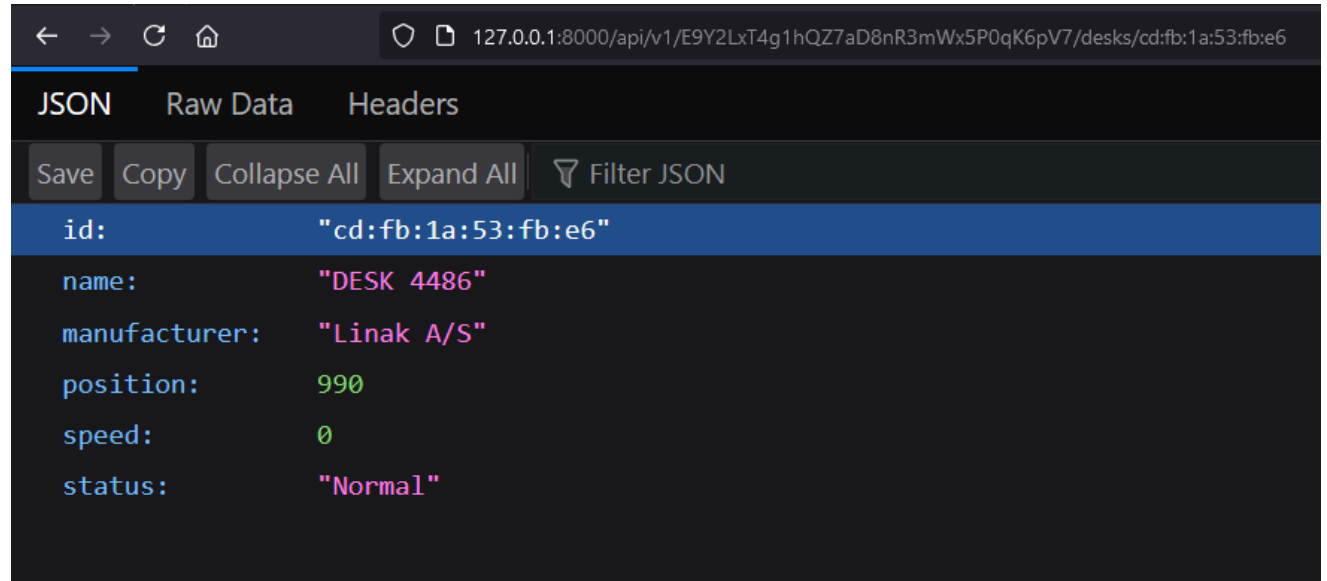 127.0.0.1:8000/api/v1/E9Y2LxT4g1hQZ7aD8nR3mWx5P0qK6pV7/desks/cd:fb:1a:53:fb:e6
JSON Raw Data Headers
Save Copy Collapse All Expand All Filter JSON
id: "cd:fb:1a:53:fb:e6"
name: "DESK 4486"
manufacturer: "Linak A/S"
position: 990
speed: 0
status: "Normal"